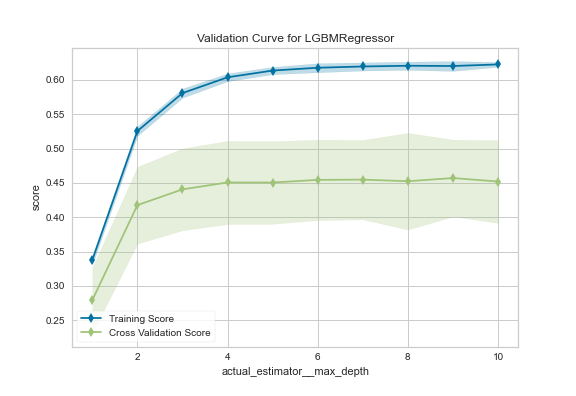 Validation Curve for LGBMRegressor
0.60
0.55
0.50
0.45
0.40
0.35
0.30
0.25
score
Training Score
Cross Validation Score
2
4
6
8
10
actual_estimator__max_depth